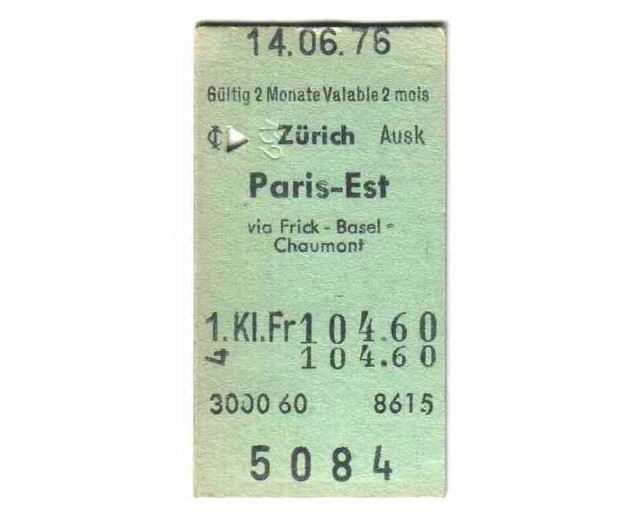 14.06.76
Gültig 2 Monate Valable 2 mois
Zürich Ausk
Paris-Est
via Frick - Basel -
Chaumont
1. Kl. Fr 104.60
4 104.60
3000 60 8615
5084